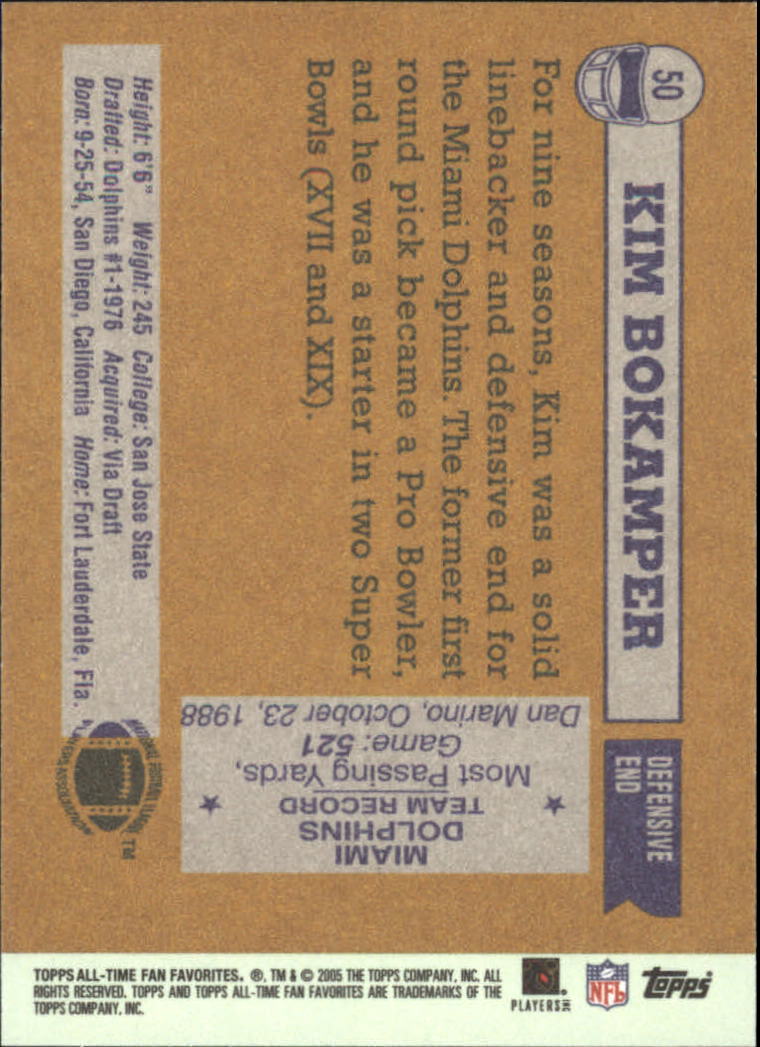 50
KIM BOKAMPER
DEFENSIVE
END
For nine seasons, Kim was a solid
linebacker and defensive end for
the Miami Dolphins. The former first
round pick became a Pro Bowler,
and he was a starter in two Super
Bowls (XVII and XIX).
MIAMI
DOLPHINS
TEAM RECORD
Most Passing Yards,
Game: 521
Dan Marino, October 23, 1988
Height: 6'6" Weight: 245 College: San Jose State
Drafted: Dolphins #1-1976 Acquired: Via Draft
Born: 9-25-54, San Diego, California Home: Fort Lauderdale, Fla.
TM
TOPPS ALL-TIME FAN FAVORITES. ®, TM & © 2005 THE TOPPS COMPANY, INC. ALL
RIGHTS RESERVED. TOPPS AND TOPPS ALL-TIME FAN FAVORITES ARE TRADEMARKS OF THE
TOPPS COMPANY, INC.
PLAYERS
NFL
topps